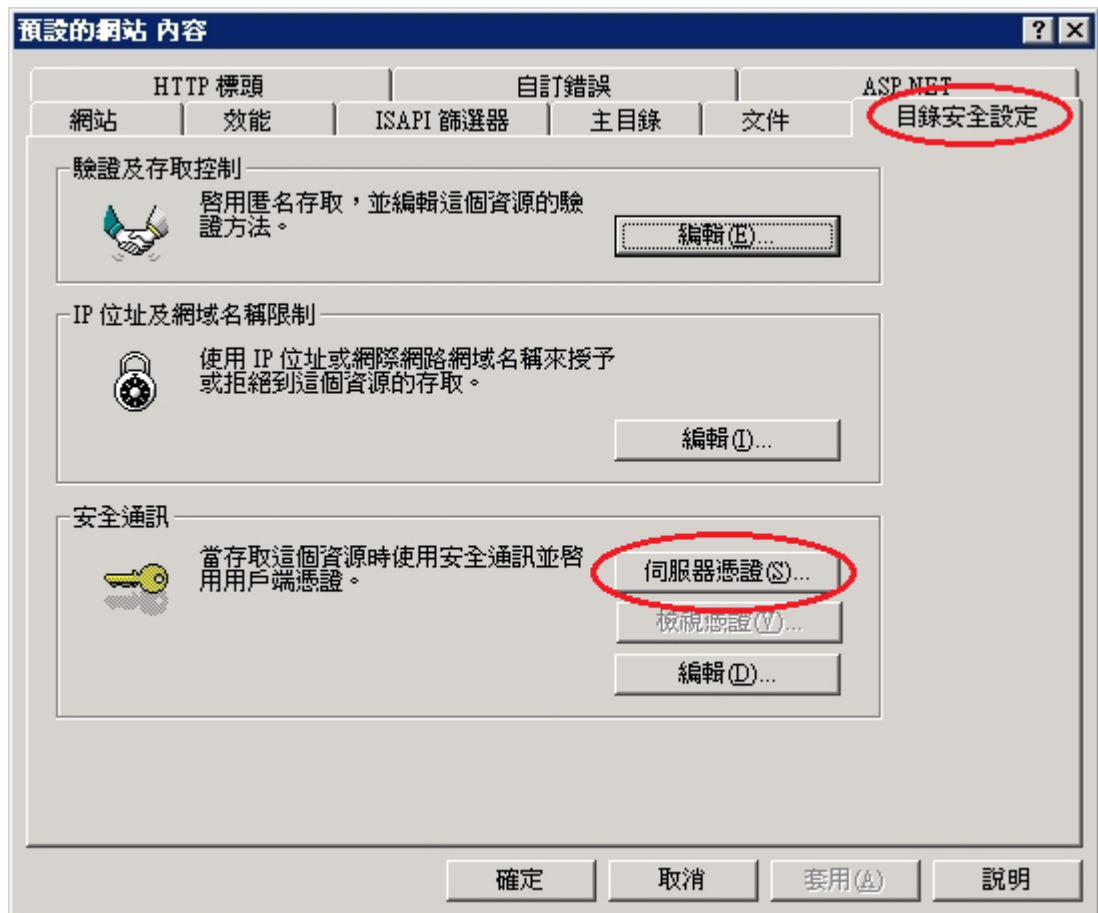 預設的網站 內容
HTTP 標頭
自訂錯誤
ASP.NET
網站
效能
ISAPI 篩選器
主目錄
文件
目錄安全設定
驗證及存取控制
啓用匿名存取，並編輯這個資源的驗
證方法。
編輯(E)...
IP 位址及網域名稱限制
使用 IP 位址或網際網路網域名稱來授予
或拒絕到這個資源的存取。
編輯(I)...
安全通訊
當存取這個資源時使用安全通訊並啓
用用戶端憑證。
伺服器憑證(S)...
檢視憑證(V)...
編輯(D)...
確定
取消
套用(A)
說明